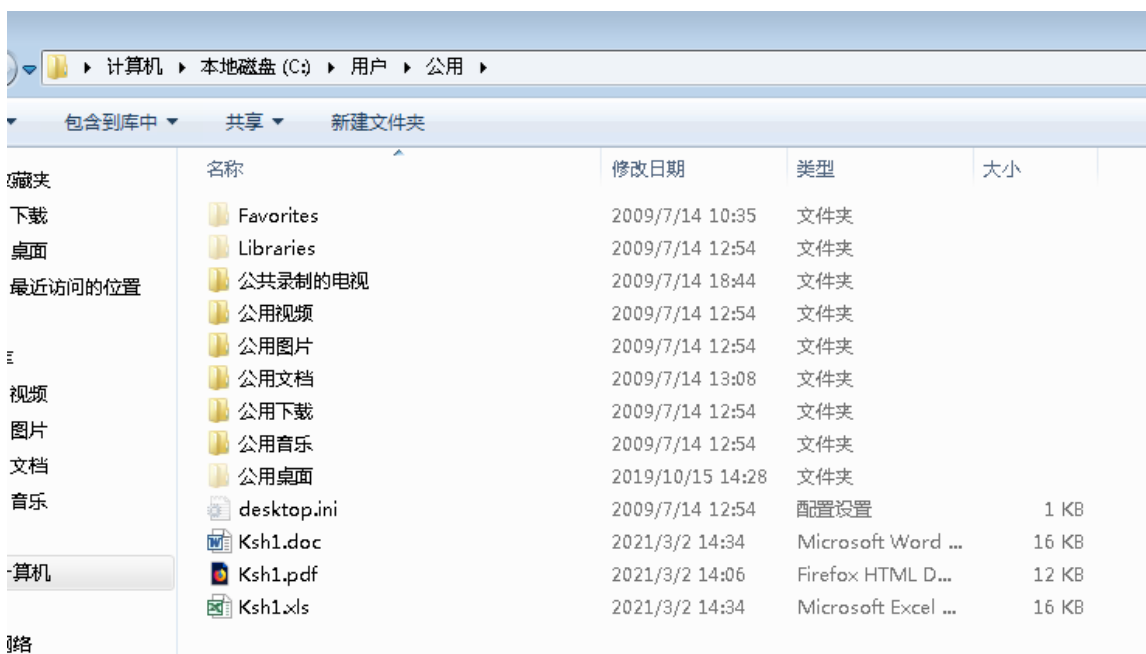 计算机 本地磁盘 (C:) 用户 公用
包含到库中 共享 新建文件夹
名称 修改日期 类型 大小
藏夹
下载
桌面
最近访问的位置
视频
图片
文档
音乐
算机
网络
Favorites 2009/7/14 10:35 文件夹
Libraries 2009/7/14 12:54 文件夹
公共录制的电视 2009/7/14 18:44 文件夹
公用视频 2009/7/14 12:54 文件夹
公用图片 2009/7/14 12:54 文件夹
公用文档 2009/7/14 13:08 文件夹
公用下载 2009/7/14 12:54 文件夹
公用音乐 2009/7/14 12:54 文件夹
公用桌面 2019/10/15 14:28 文件夹
desktop.ini 2009/7/14 12:54 配置设置 1 KB
Ksh1.doc 2021/3/2 14:34 Microsoft Word ... 16 KB
Ksh1.pdf 2021/3/2 14:06 Firefox HTML D... 12 KB
Ksh1.xls 2021/3/2 14:34 Microsoft Excel ... 16 KB